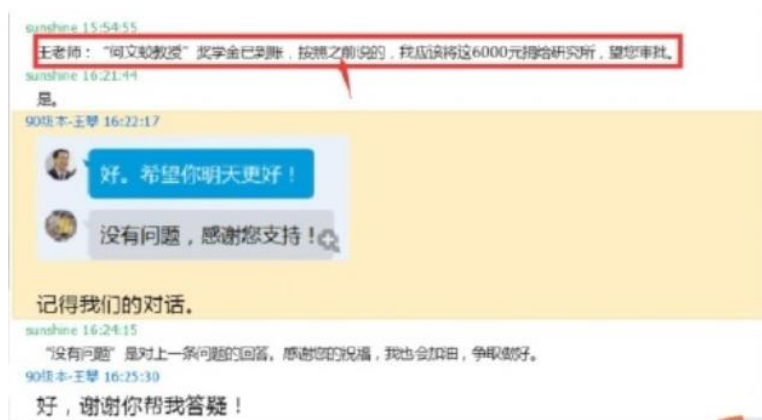 sunshine 15:54:55
王老师：“何文蛟教授”奖学金已到账，按照之前说的，我应该将这6000元捐给研究所，望您审批。
sunshine 16:21:44
是。
90级本-王攀 16:22:17
好。希望你明天更好！
没有问题，感谢您支持！
记得我们的对话。
sunshine 16:24:15
“没有问题”是对上一条问题的回答。感谢您的祝福，我也会加油，争取做好。
90级本-王攀 16:25:30
好，谢谢你帮我答疑！